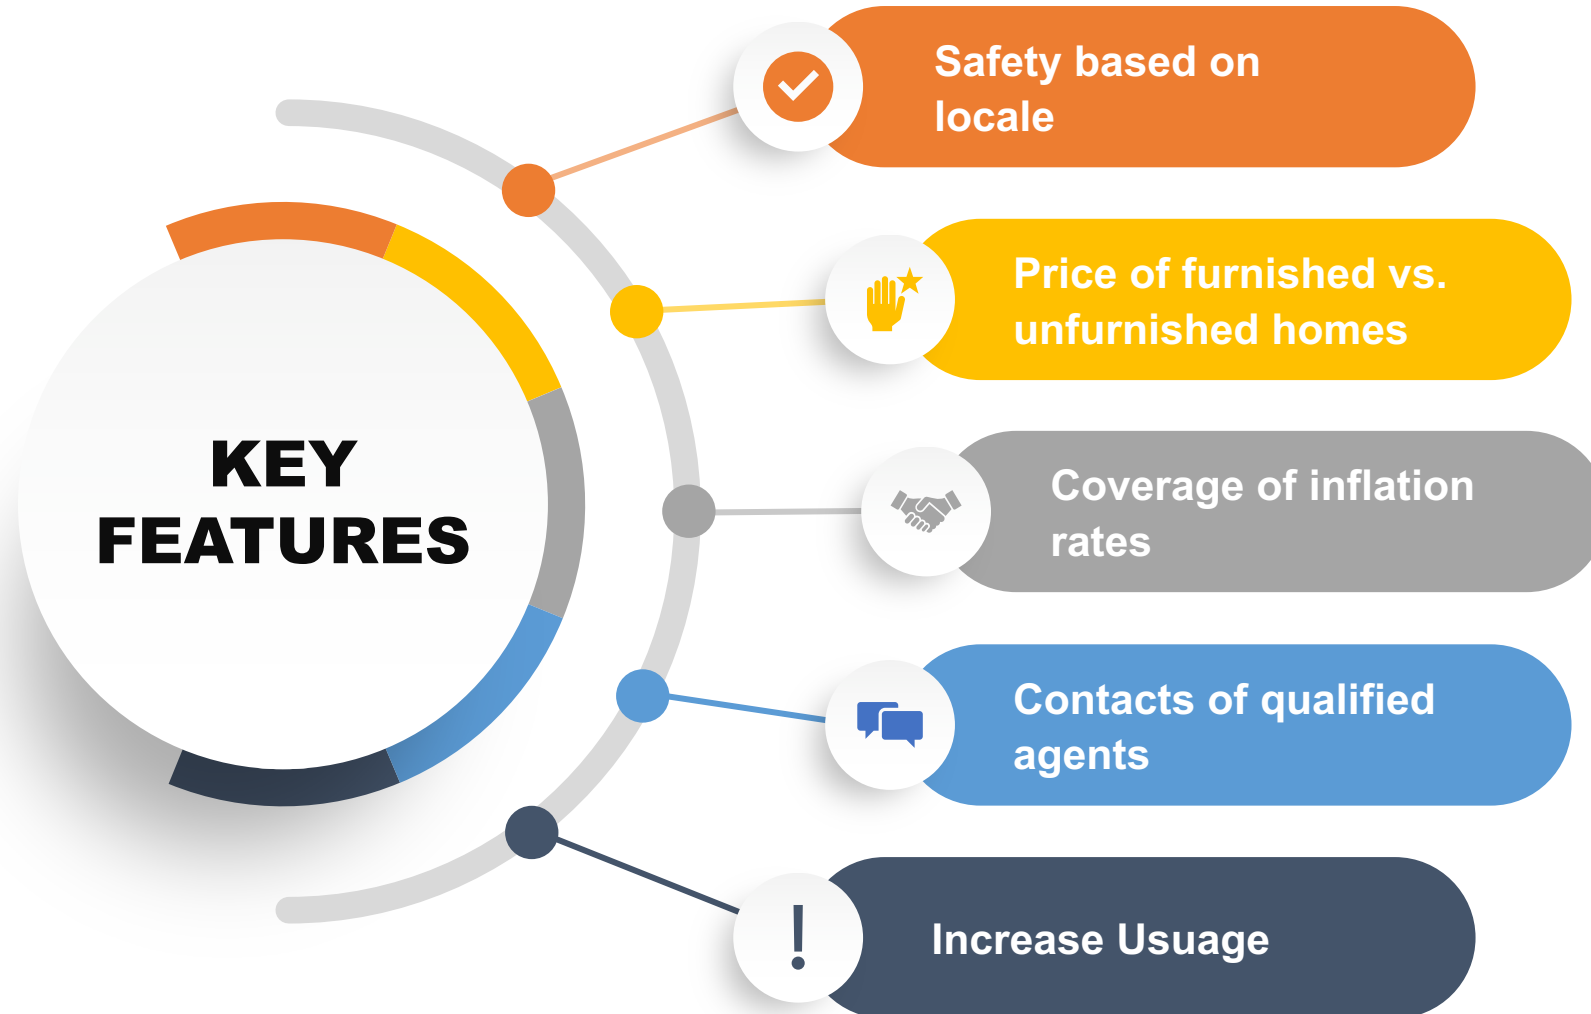 KEY
FEATURES
Safety based on
locale
Price of furnished vs.
unfurnished homes
Coverage of inflation
rates
Contacts of qualified
agents
Increase Usuage